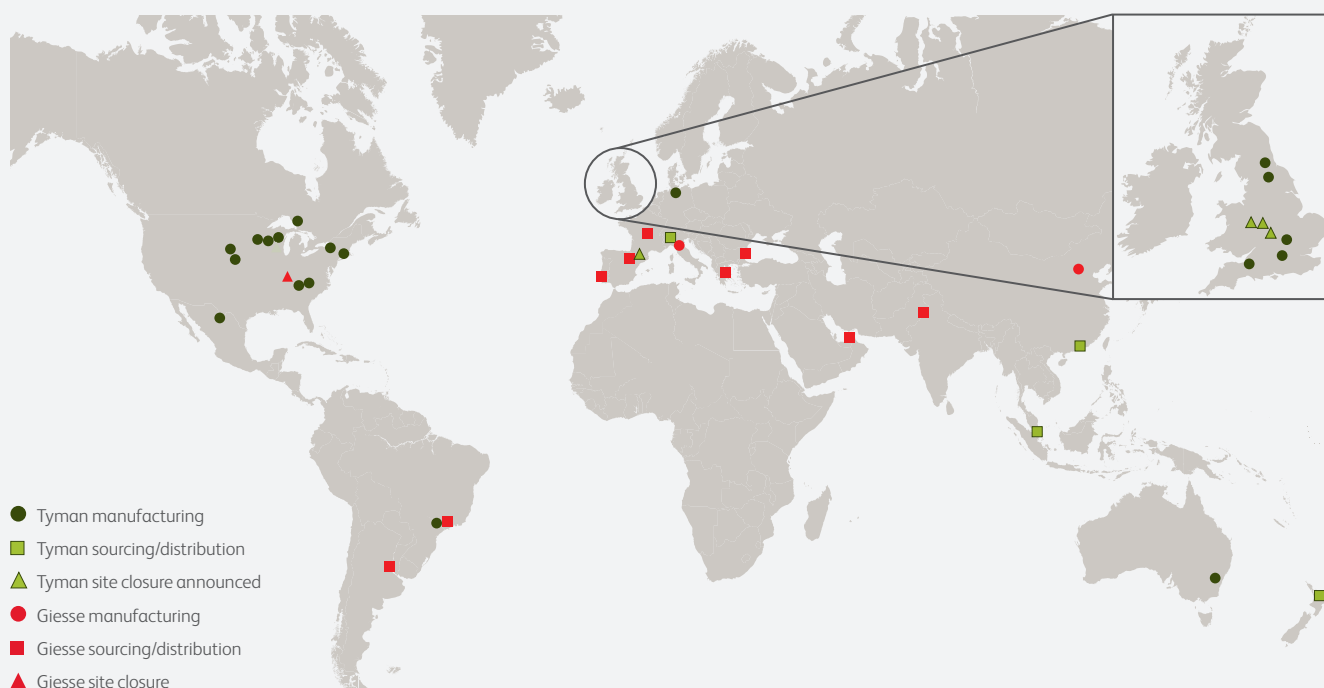 Tyman manufacturing
Tyman sourcing/distribution
Tyman site closure announced
Giesse manufacturing
Giesse sourcing/distribution
Giesse site closure